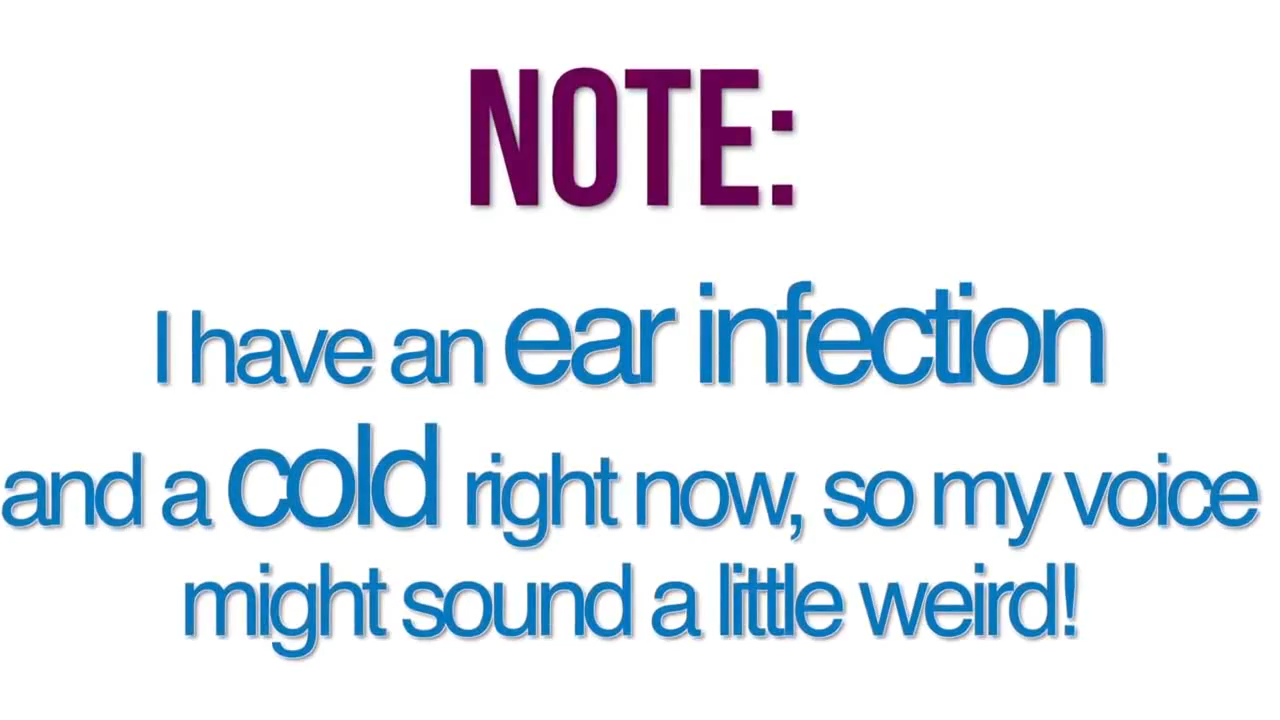 NOTE:
I have an ear infection
and a cold right now, so my voice
might sound a little weird!